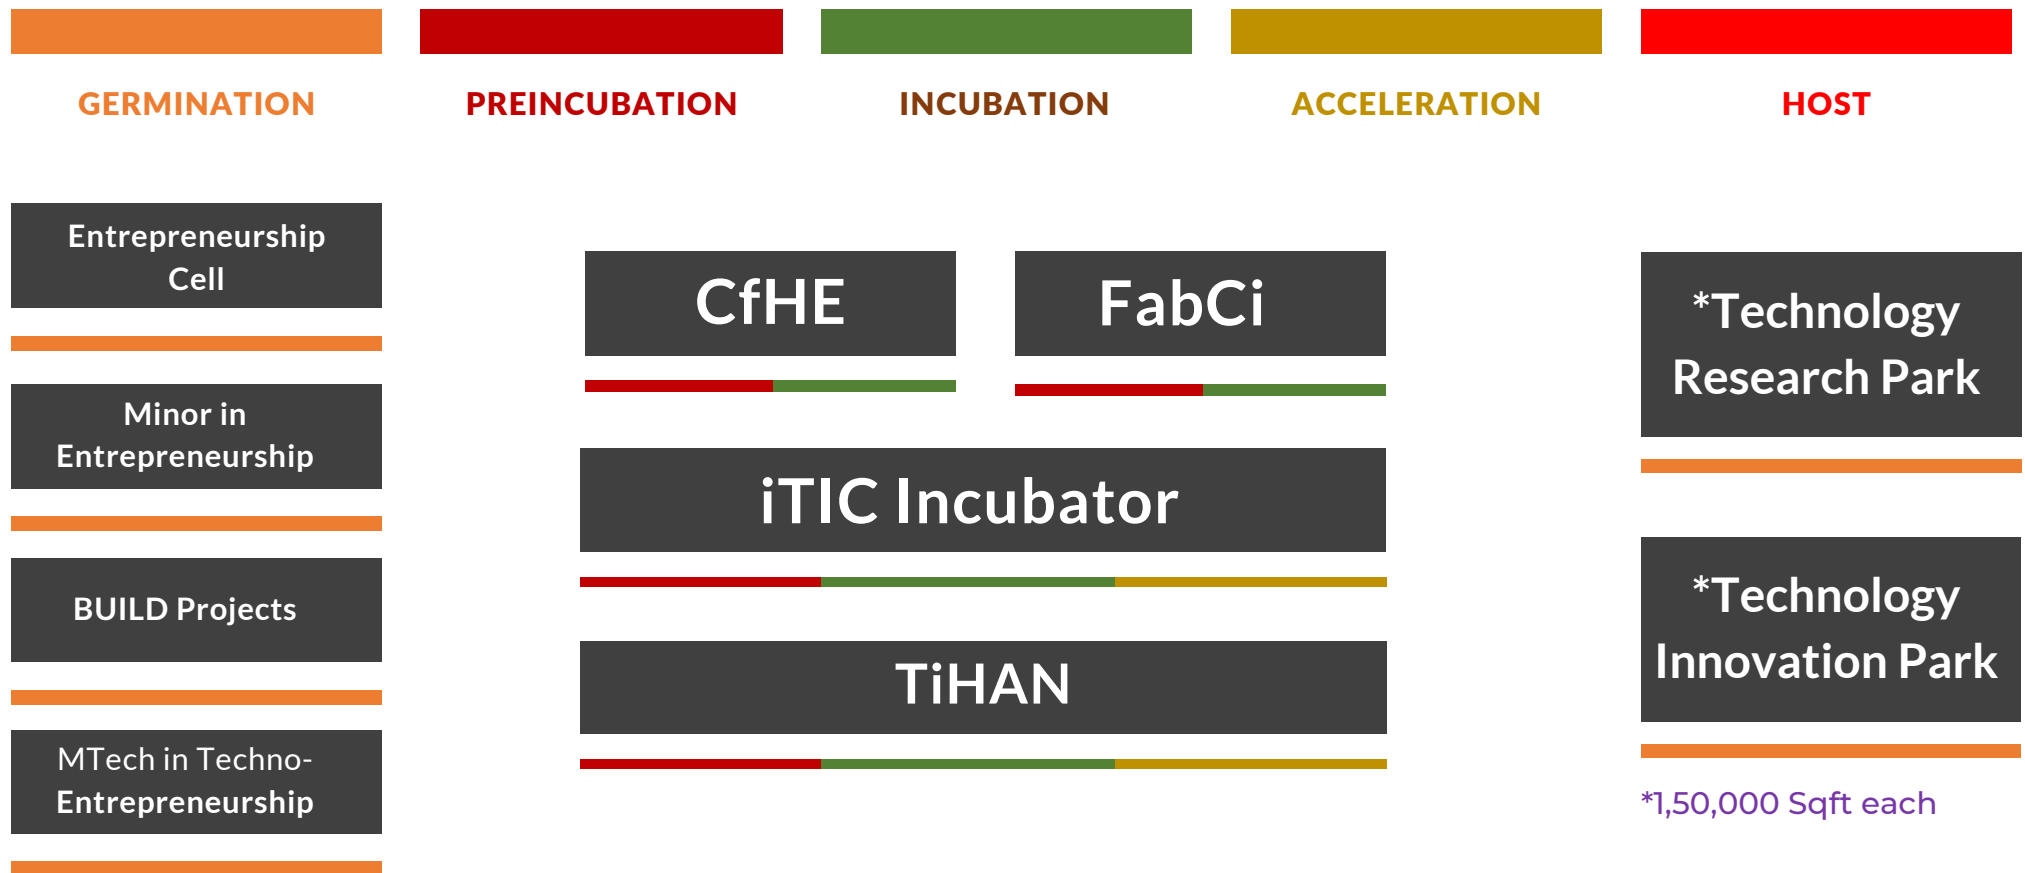 GERMINATION
PREINCUBATION
INCUBATION
ACCELERATION
HOST
Entrepreneurship
Cell
Minor in
Entrepreneurship
BUILD Projects
MTech in Techno-
Entrepreneurship
CfHE
FabCi
iTIC Incubator
TiHAN
*Technology
Research Park
*Technology
Innovation Park
*1,50,000 Sqft each